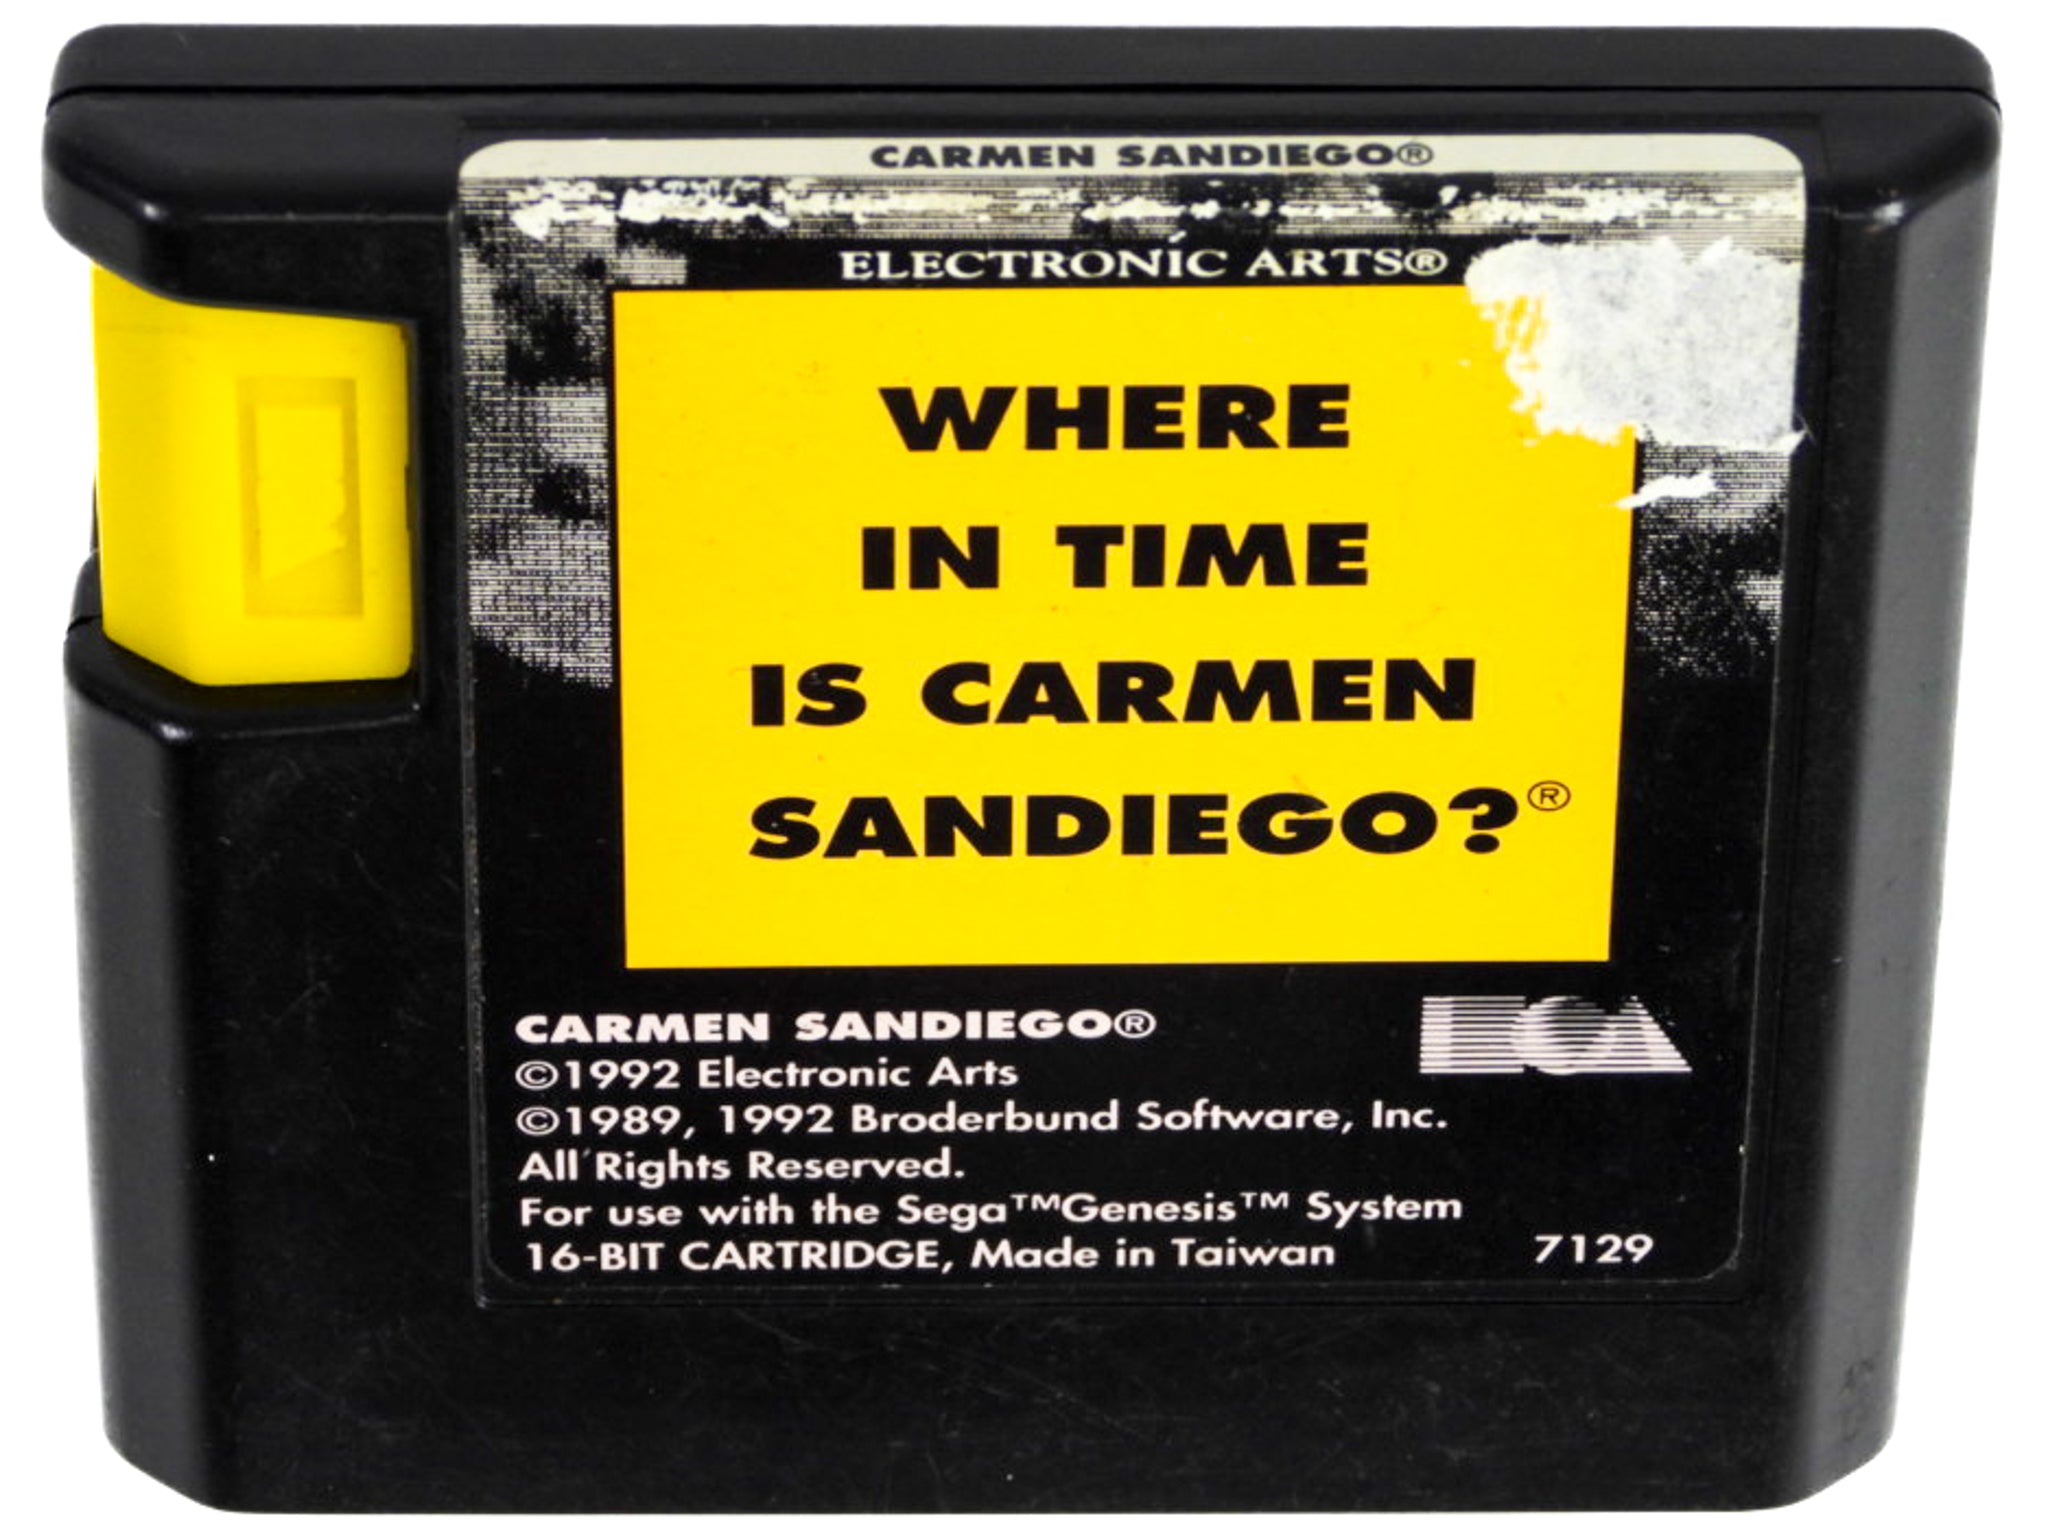 CARMEN SANDIEGO®
ELECTRONIC ARTS®
WHERE
IN TIME
IS CARMEN
SANDIEGO?®
CARMEN SANDIEGO®
©1992 Electronic Arts
©1989, 1992 Broderbund Software, Inc.
All Rights Reserved.
For use with the Sega™Genesis™ System
16-BIT CARTRIDGE, Made in Taiwan
EOA
7129